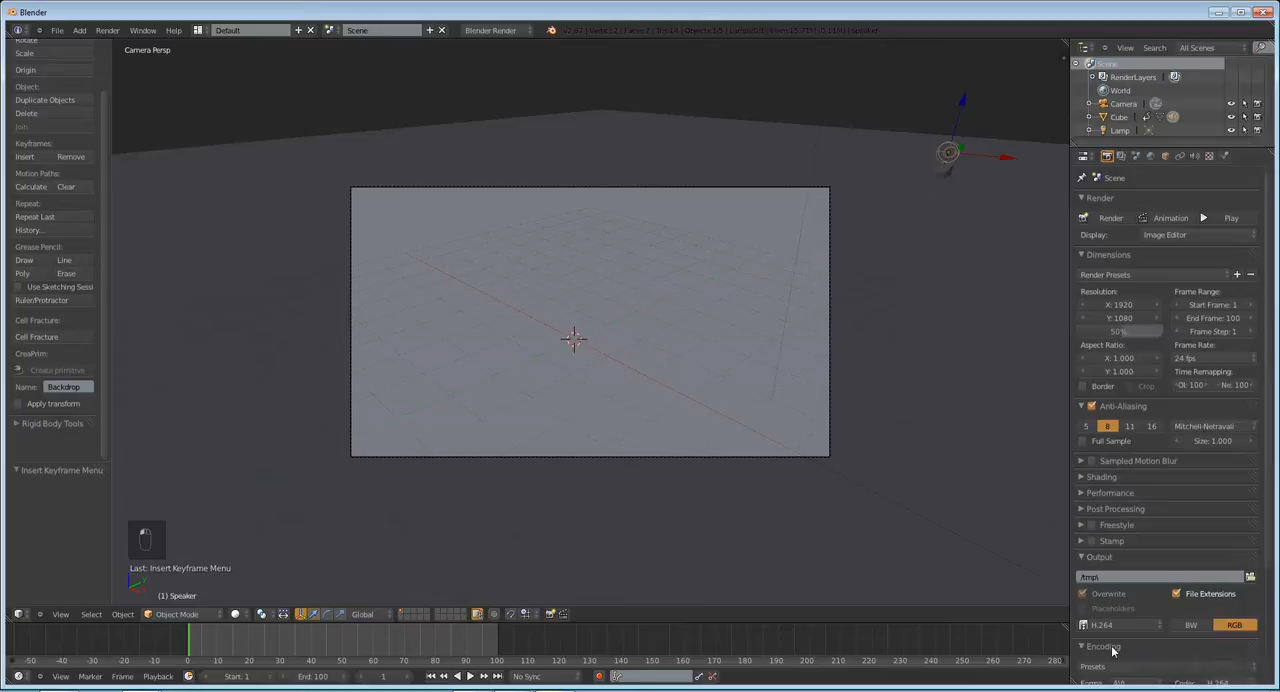 Blender
File Add Render Window Help Default Scene Blender Render
Camera Persp
Rotate
Scale
Origin
Object:
Duplicate Objects
Delete
Join
Keyframes:
Insert Remove
Motion Paths:
Calculate Clear
Repeat:
Repeat Last
History...
Grease Pencil:
Draw Line
Poly Erase
Use Sketching Sessi
Ruler/Protractor
Cell Fracture:
Cell Fracture
CreaPrim:
Create primitive
Name: Backdrop
Apply transform
Rigid Body Tools
Insert Keyframe Menu
Last: Insert Keyframe Menu
(1) Speaker
View Select Object Object Mode Global
-50 -40 -30 -20 -10 0 10 20 30 40 50 60 70 80 90 100 110 120 130 140 150 160 170 180 190 200 210 220 230 240 250 260 270 280
View Marker Frame Playback Start: 1 End: 100 1 No Sync
View Search All Scenes
Scene
RenderLayers
World
Camera
Cube
Lamp
Scene
Render
Render Animation Play
Display: Image Editor
Dimensions
Render Presets
Resolution: Frame Range:
X: 1920 Start Frame: 1
Y: 1080 End Frame: 100
50% Frame Step: 1
Aspect Ratio: Frame Rate:
X: 1.000 24 fps
Y: 1.000 Time Remapping:
Border Crop Ol: 100 Ne: 100
Anti-Aliasing
5 8 11 16 Mitchell-Netravali
Full Sample Size: 1.000
Sampled Motion Blur
Shading
Performance
Post Processing
Freestyle
Stamp
Output
/tmp\
Overwrite File Extensions
Placeholders
H.264 BW RGB
Encoding
Presets